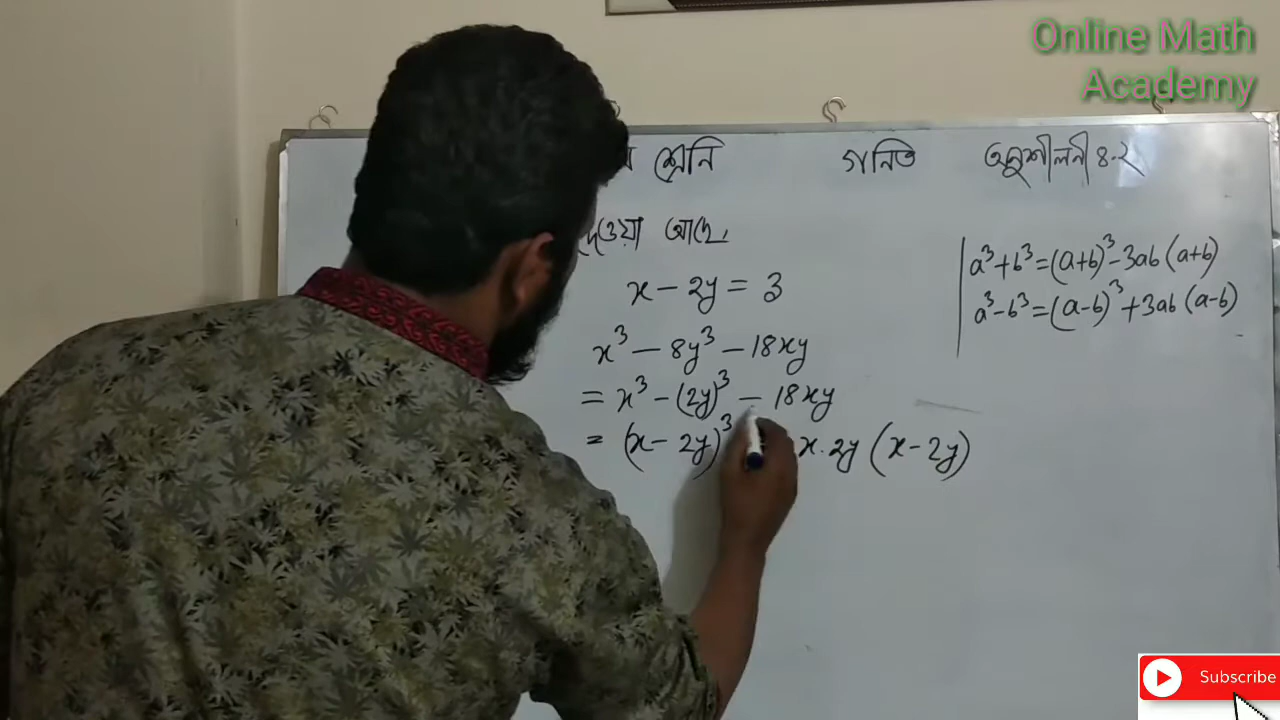 Online Math
Academy
শ্রেনি গনিত অনুশীলনী ৪.২
দেওয়া আছে,
x - 2y = 3
x³ - 8y³ - 18xy
= x³ - (2y)³ - 18xy
= (x - 2y)³ x. 2y (x - 2y)
a³+b³=(a+b)³-3ab(a+b)
a³-b³=(a-b)³+3ab(a-b)
Subscribe